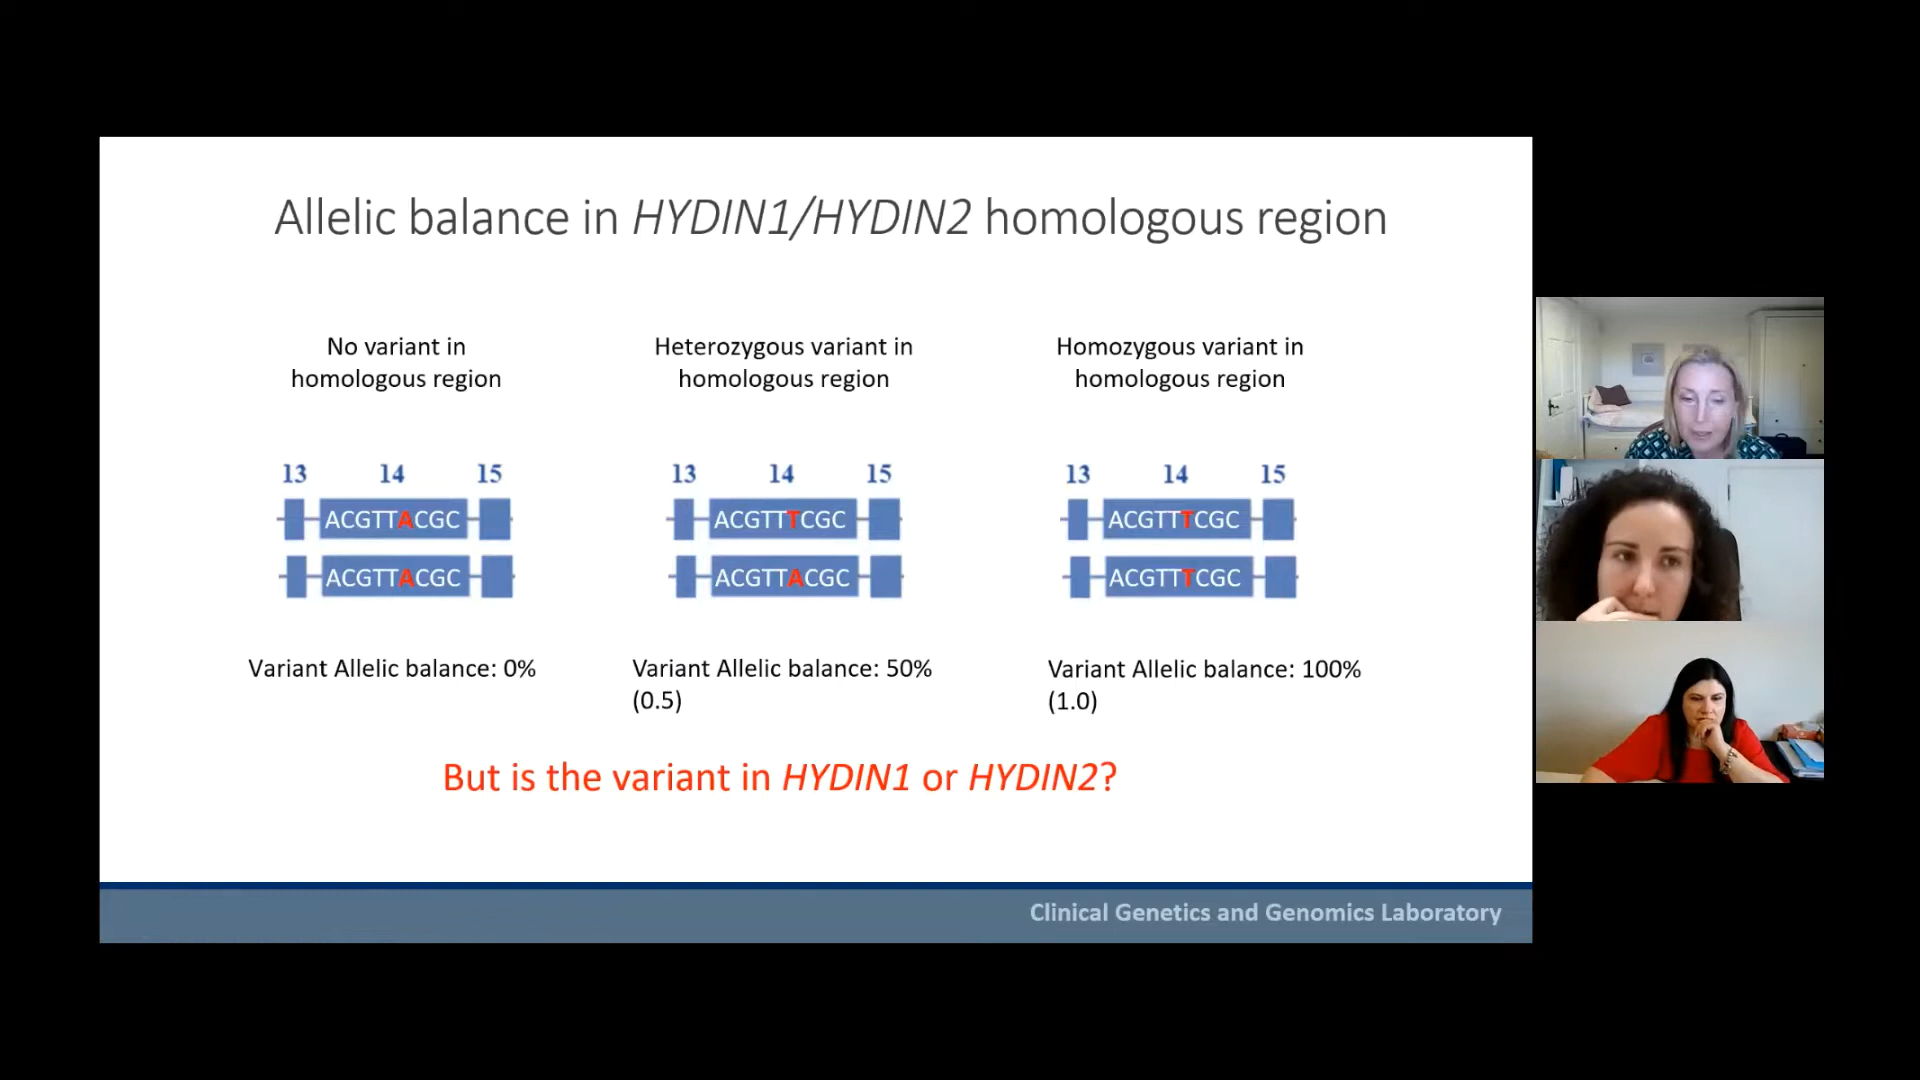 Allelic balance in HYDIN1/HYDIN2 homologous region
No variant in
homologous region
13 14 15
ACGTTACGC
ACGTTACGC
Variant Allelic balance: 0%
Heterozygous variant in
homologous region
13 14 15
ACGTTTCGC
ACGTTACGC
Variant Allelic balance: 50%
(0.5)
Homozygous variant in
homologous region
13 14 15
ACGTTTCGC
ACGTTTCGC
Variant Allelic balance: 100%
(1.0)
But is the variant in HYDIN1 or HYDIN2?
Clinical Genetics and Genomics Laboratory